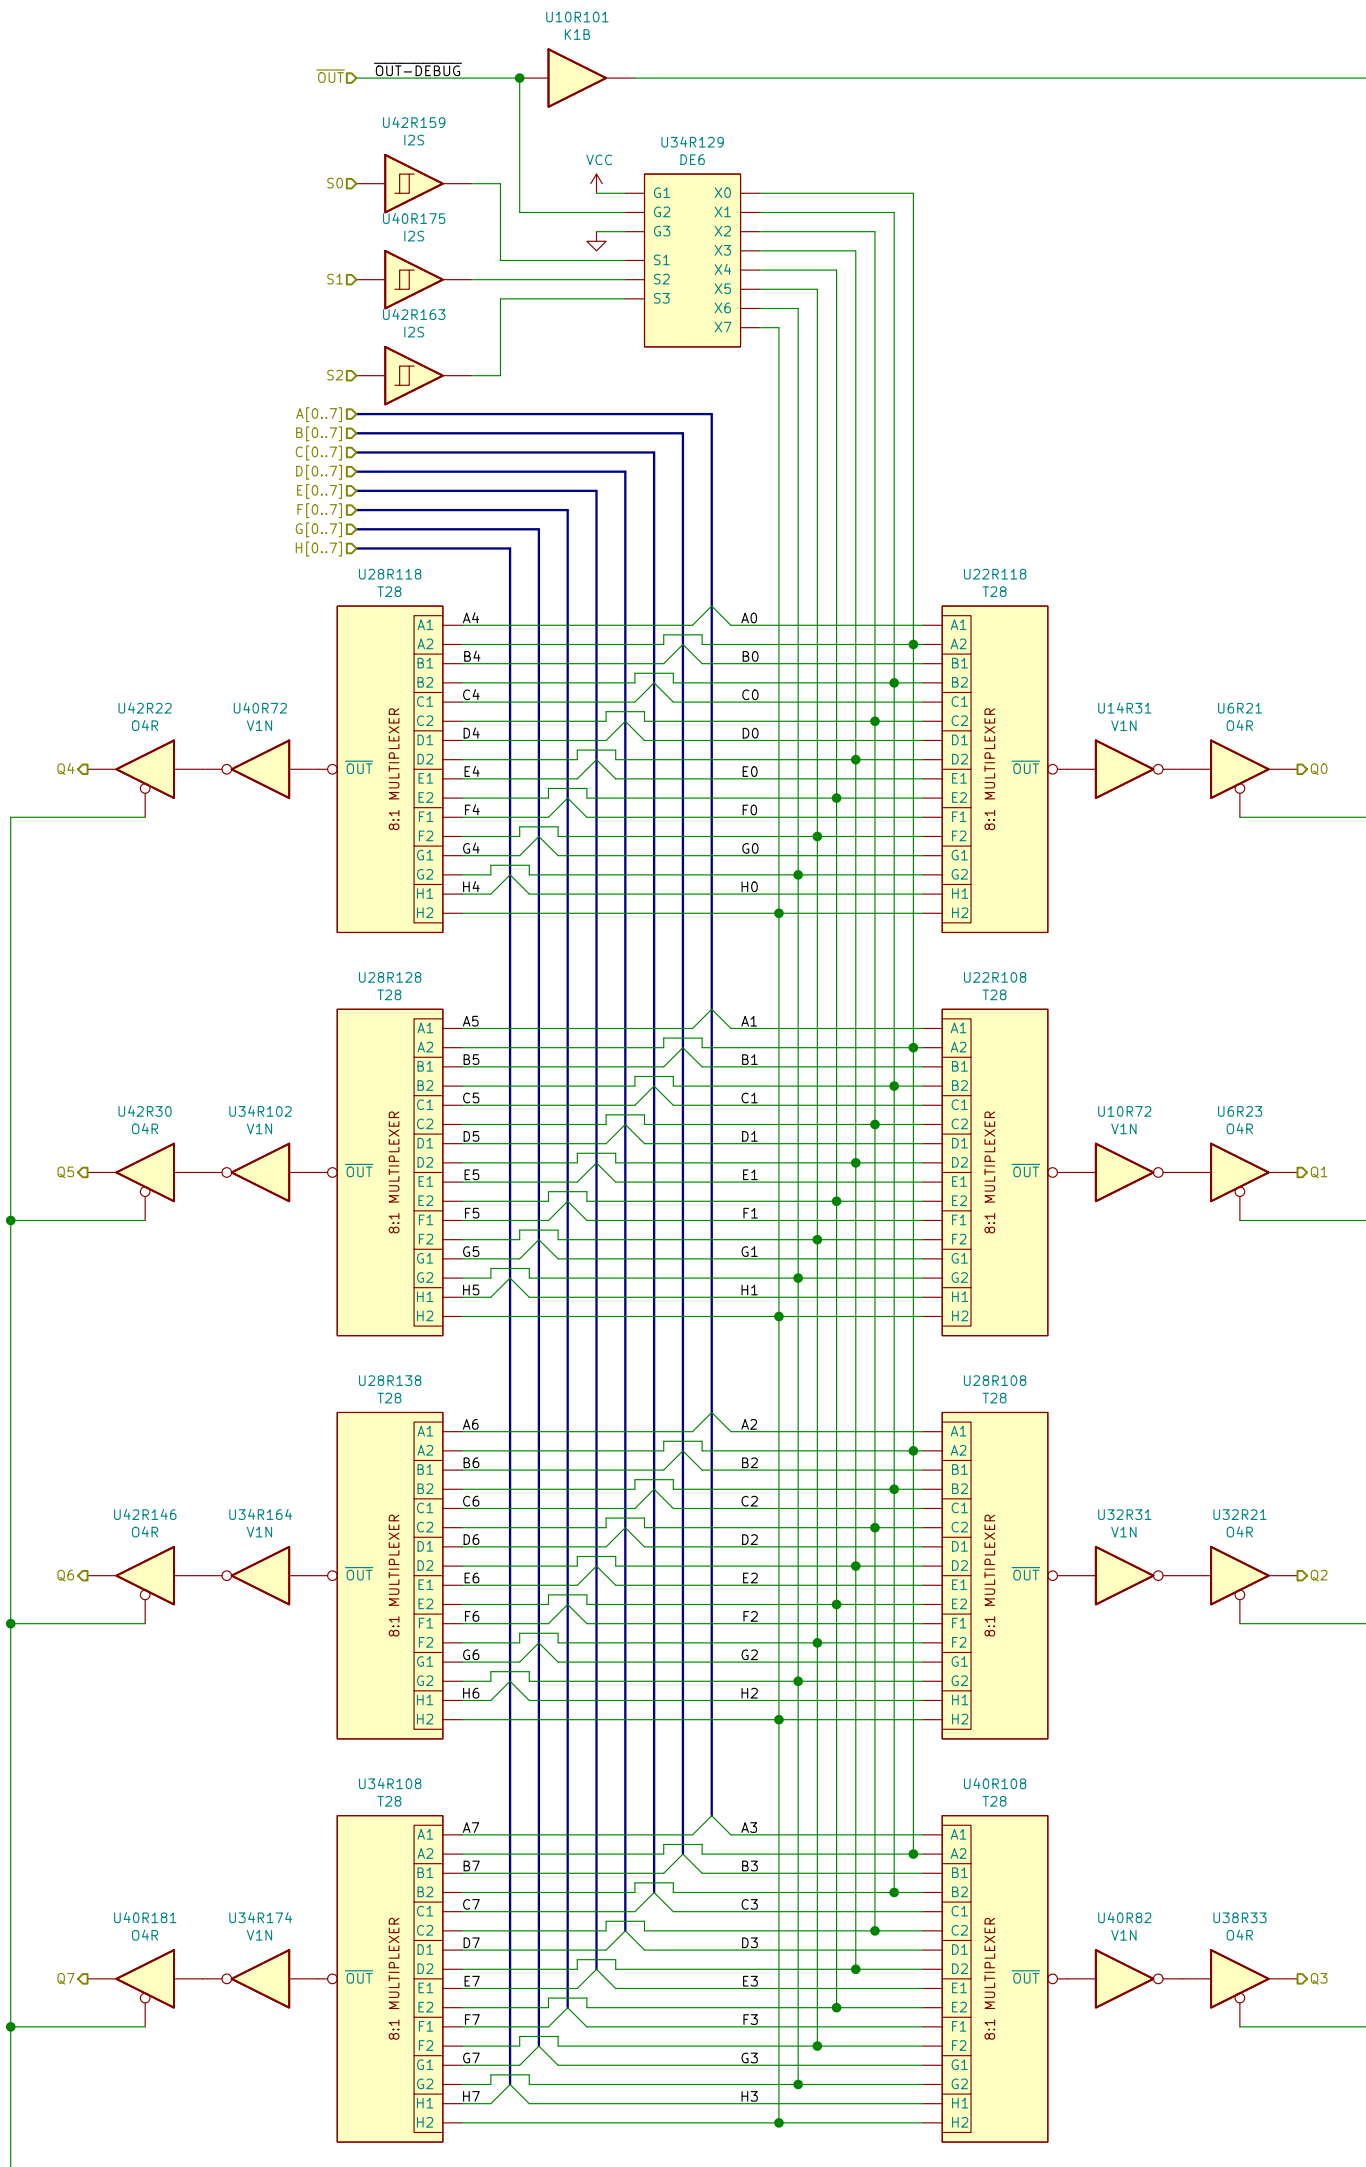 U10R101
K1B
OUT
OUT-DEBUG
U42R159
I2S
S0
U40R175
I2S
S1
U42R163
I2S
S2
VCC
U34R129
DE6
G1 X0
G2 X1
G3 X2
X3
S1 X4
S2 X5
S3 X6
X7
A[0..7]
B[0..7]
C[0..7]
D[0..7]
E[0..7]
F[0..7]
G[0..7]
H[0..7]
U28R118
T28
U22R118
T28
A1 A4 A0 A1
A2 A2
B1 B4 B0 B1
B2 B2
C1 C4 C0 C1
C2 C2
D1 D4 D0 D1
D2 D2
E1 E4 E0 E1
E2 E2
F1 F4 F0 F1
F2 F2
G1 G4 G0 G1
G2 G2
H1 H4 H0 H1
H2 H2
8:1 MULTIPLEXER
8:1 MULTIPLEXER
OUT
OUT
U42R22
O4R
U40R72
V1N
Q4
U14R31
V1N
U6R21
O4R
Q0
U28R128
T28
U22R108
T28
A1 A5 A1 A1
A2 A2
B1 B5 B1 B1
B2 B2
C1 C5 C1 C1
C2 C2
D1 D5 D1 D1
D2 D2
E1 E5 E1 E1
E2 E2
F1 F5 F1 F1
F2 F2
G1 G5 G1 G1
G2 G2
H1 H5 H1 H1
H2 H2
8:1 MULTIPLEXER
8:1 MULTIPLEXER
OUT
OUT
U42R30
O4R
U34R102
V1N
Q5
U10R72
V1N
U6R23
O4R
Q1
U28R138
T28
U28R108
T28
A1 A6 A2 A1
A2 A2
B1 B6 B2 B1
B2 B2
C1 C6 C2 C1
C2 C2
D1 D6 D2 D1
D2 D2
E1 E6 E2 E1
E2 E2
F1 F6 F2 F1
F2 F2
G1 G6 G2 G1
G2 G2
H1 H6 H2 H1
H2 H2
8:1 MULTIPLEXER
8:1 MULTIPLEXER
OUT
OUT
U42R146
O4R
U34R164
V1N
Q6
U32R31
V1N
U32R21
O4R
Q2
U34R108
T28
U40R108
T28
A1 A7 A3 A1
A2 A2
B1 B7 B3 B1
B2 B2
C1 C7 C3 C1
C2 C2
D1 D7 D3 D1
D2 D2
E1 E7 E3 E1
E2 E2
F1 F7 F3 F1
F2 F2
G1 G7 G3 G1
G2 G2
H1 H7 H3 H1
H2 H2
8:1 MULTIPLEXER
8:1 MULTIPLEXER
OUT
OUT
U40R181
O4R
U34R174
V1N
Q7
U40R82
V1N
U38R33
O4R
Q3